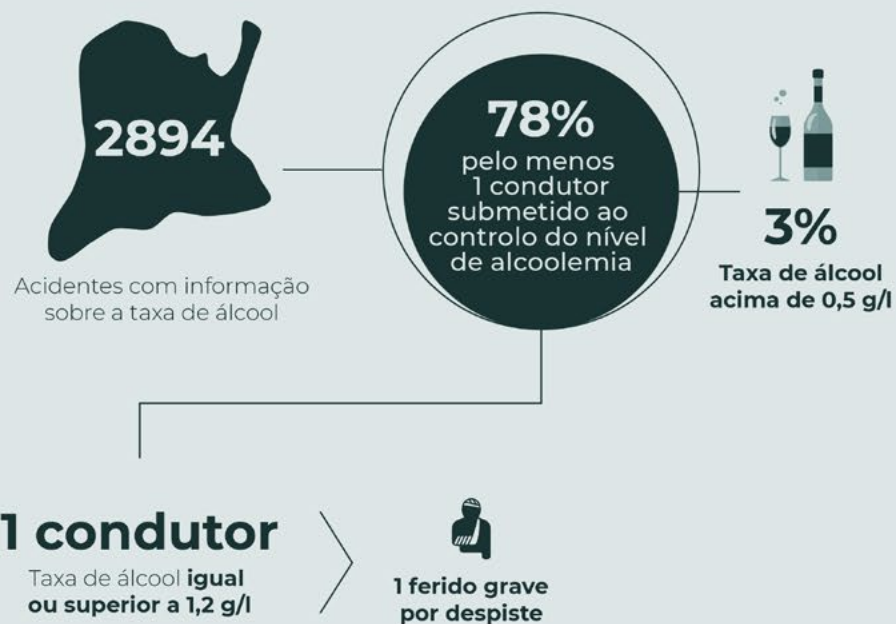 2894
Acidentes com informação
sobre a taxa de álcool
78%
pelo menos
1 condutor
submetido ao
controlo do nível
de alcoolemia
3%
Taxa de álcool
acima de 0,5 g/l
1 condutor
Taxa de álcool igual
ou superior a 1,2 g/l
1 ferido grave
por despiste